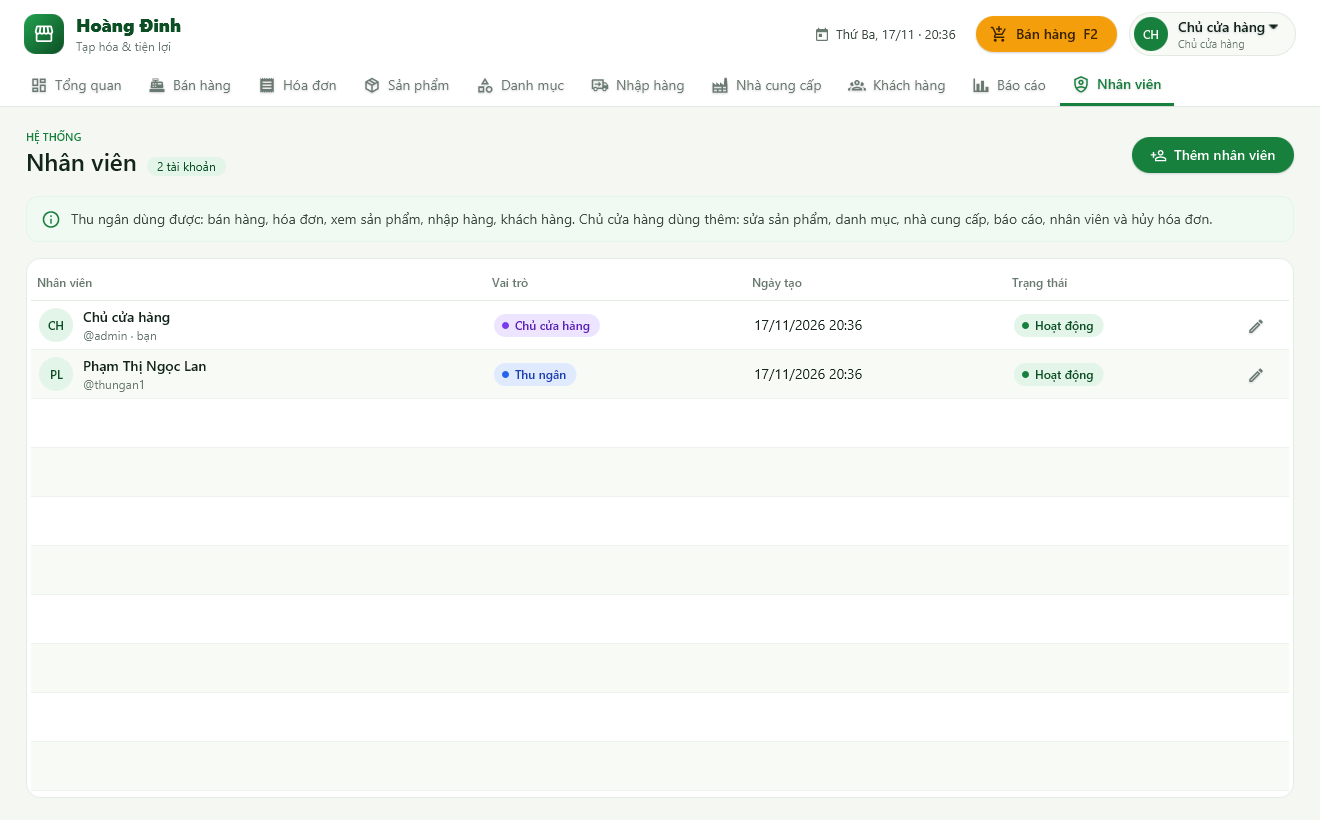 Hoàng Đình
Tạp hóa & tiện lợi
Thứ Ba, 17/11 · 20:36
Bán hàng F2
CH
Chủ cửa hàng
Chủ cửa hàng
Tổng quan
Bán hàng
Hóa đơn
Sản phẩm
Danh mục
Nhập hàng
Nhà cung cấp
Khách hàng
Báo cáo
Nhân viên
HỆ THỐNG
Nhân viên
2 tài khoản
Thêm nhân viên
Thu ngân dùng được: bán hàng, hóa đơn, xem sản phẩm, nhập hàng, khách hàng. Chủ cửa hàng dùng thêm: sửa sản phẩm, danh mục, nhà cung cấp, báo cáo, nhân viên và hủy hóa đơn.
Nhân viên
Vai trò
Ngày tạo
Trạng thái
CH
Chủ cửa hàng
@admin · bạn
Chủ cửa hàng
17/11/2026 20:36
Hoạt động
PL
Phạm Thị Ngọc Lan
@thungan1
Thu ngân
17/11/2026 20:36
Hoạt động